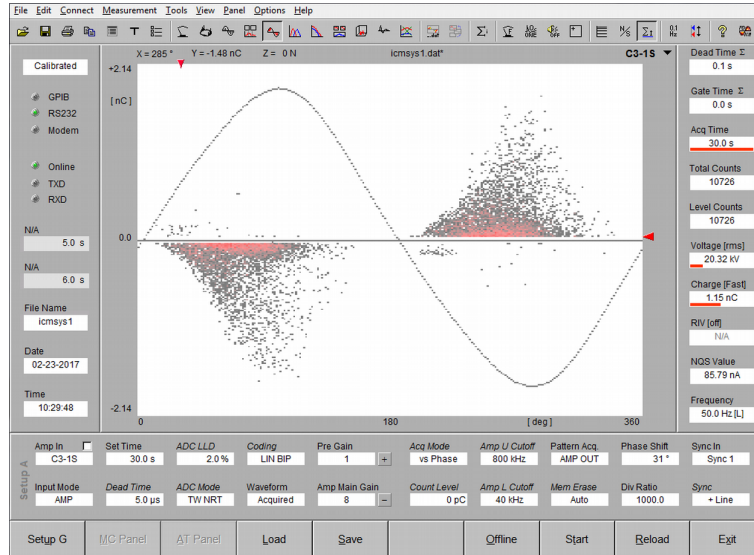 File Edit Connect Measurement Tools View Panel Options Help
Calibrated
GPIB
RS232
Modem
Online
TXD
RXD
N/A
5.0 s
N/A
6.0 s
File Name
icmsys1
Date
02-23-2017
Time
10:29:48
X = 285 ° Y = -1.48 nC Z = 0 N icmsys1.dat* C3-1S
+2.14
[ nC ]
0.0
-2.14
0 180 [ deg ] 360
Dead Time Σ
0.1 s
Gate Time Σ
0.0 s
Acq Time
30.0 s
Total Counts
10726
Level Counts
10726
Voltage [rms]
20.32 kV
Charge [Fast]
1.15 nC
RIV [off]
N/A
NQS Value
85.79 nA
Frequency
50.0 Hz [L]
Setup A
Amp In Set Time ADC LLD Coding Pre Gain Acq Mode Amp U Cutoff Pattern Acq. Phase Shift Sync In
C3-1S 30.0 s 2.0 % LIN BIP 1 + vs Phase 800 kHz AMP OUT 31 ° Sync 1
Input Mode Dead Time ADC Mode Waveform Amp Main Gain Count Level Amp L Cutoff Mem Erase Div Ratio Sync
AMP 5.0 µs TW NRT Acquired 8 − 0 pC 40 kHz Auto 1000.0 + Line
Setup G MC Panel AT Panel Load Save Offline Start Reload Exit